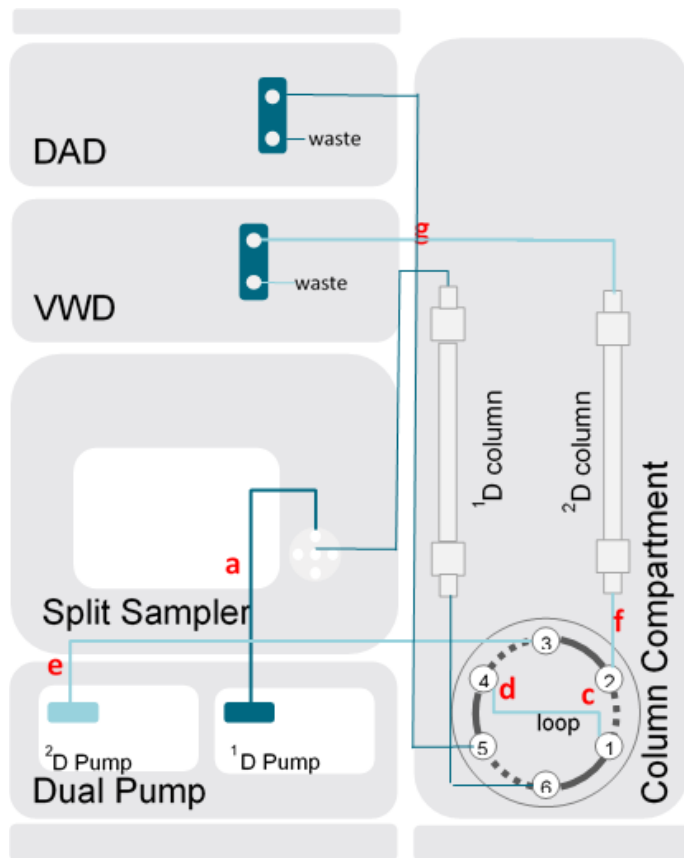 DAD
waste
VWD
waste
¹D column
²D column
Column Compartment
a
Split Sampler
e
f
3
4
2
d
c
loop
5
1
6
²D Pump
¹D Pump
Dual Pump